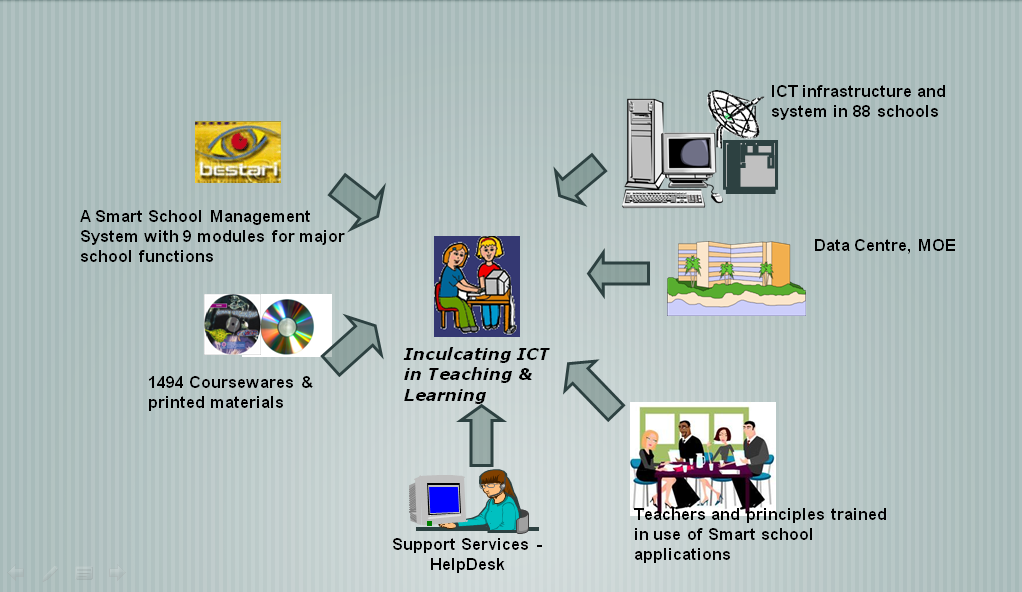 bestari
A Smart School Management
System with 9 modules for major
school functions
1494 Coursewares &
printed materials
Inculcating ICT
in Teaching &
Learning
Support Services -
HelpDesk
ICT infrastructure and
system in 88 schools
Data Centre, MOE
Teachers and principles trained
in use of Smart school
applications